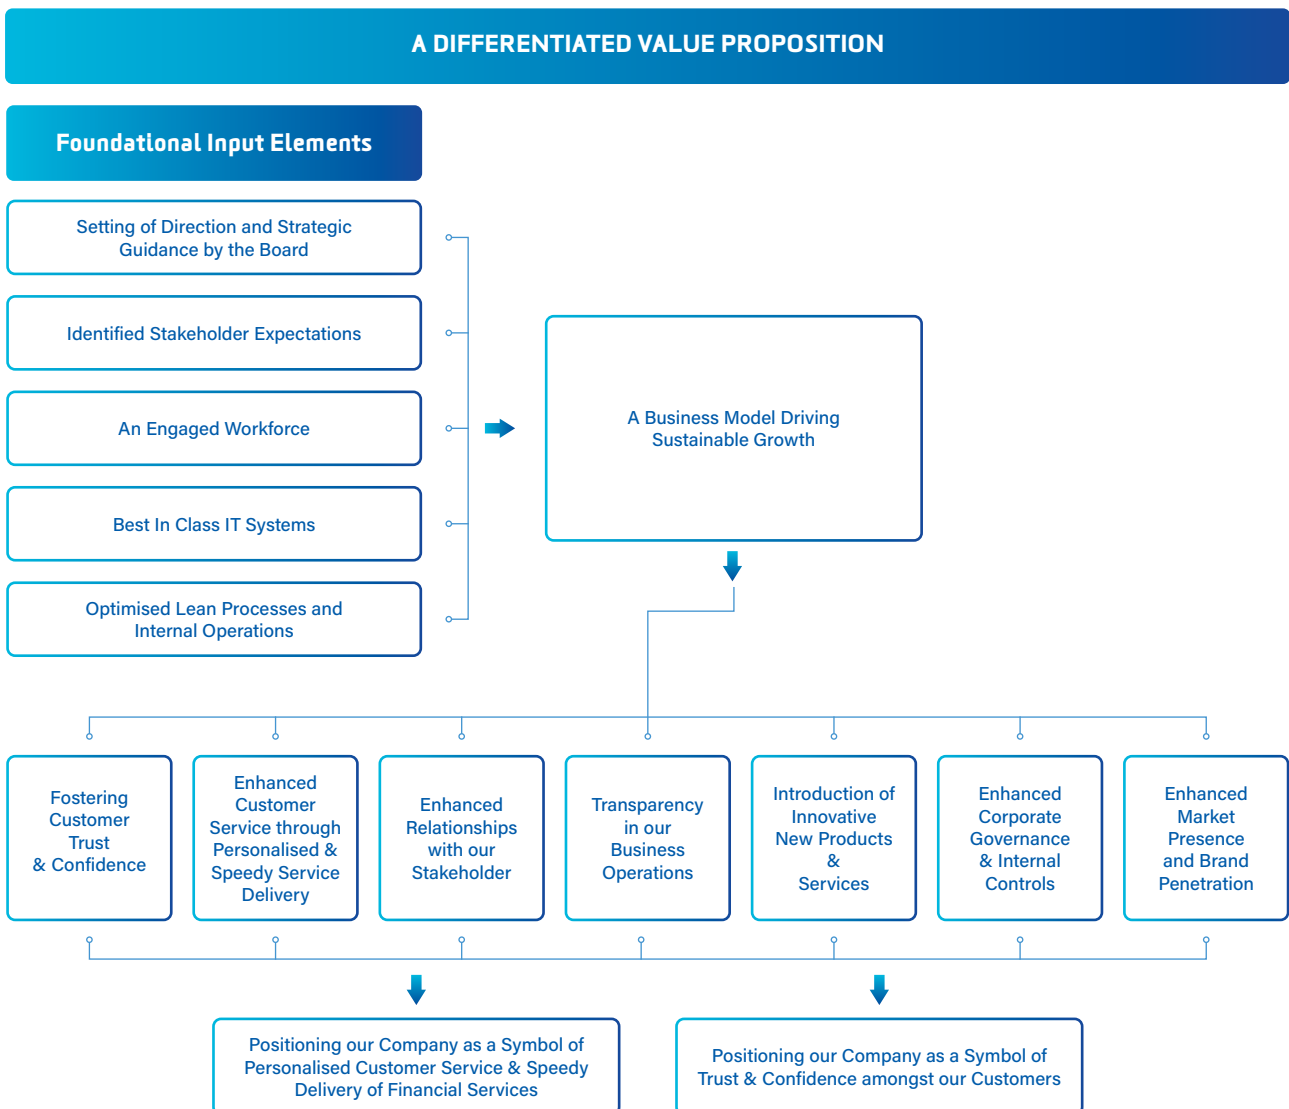 A DIFFERENTIATED VALUE PROPOSITION
Foundational Input Elements
Setting of Direction and Strategic
Guidance by the Board
Identified Stakeholder Expectations
An Engaged Workforce
Best In Class IT Systems
Optimised Lean Processes and
Internal Operations
A Business Model Driving
Sustainable Growth
Fostering
Customer
Trust
& Confidence
Enhanced
Customer
Service through
Personalised &
Speedy Service
Delivery
Enhanced
Relationships
with our
Stakeholder
Transparency
in our
Business
Operations
Introduction of
Innovative
New Products
&
Services
Enhanced
Corporate
Governance
& Internal
Controls
Enhanced
Market
Presence
and Brand
Penetration
Positioning our Company as a Symbol of
Personalised Customer Service & Speedy
Delivery of Financial Services
Positioning our Company as a Symbol of
Trust & Confidence amongst our Customers